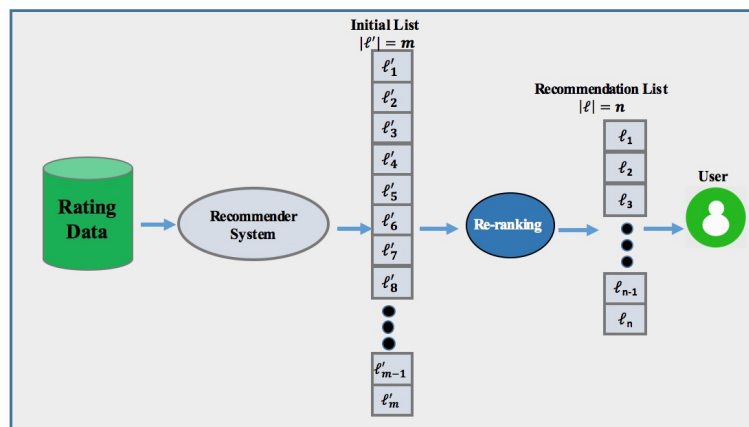 Initial List
|ℓ′| = m
ℓ′₁
ℓ′₂
ℓ′₃
ℓ′₄
ℓ′₅
ℓ′₆
ℓ′₇
ℓ′₈
ℓ′ₘ₋₁
ℓ′ₘ
Rating
Data
Recommender
System
Re-ranking
Recommendation List
|ℓ| = n
ℓ₁
ℓ₂
ℓ₃
ℓₙ₋₁
ℓₙ
User